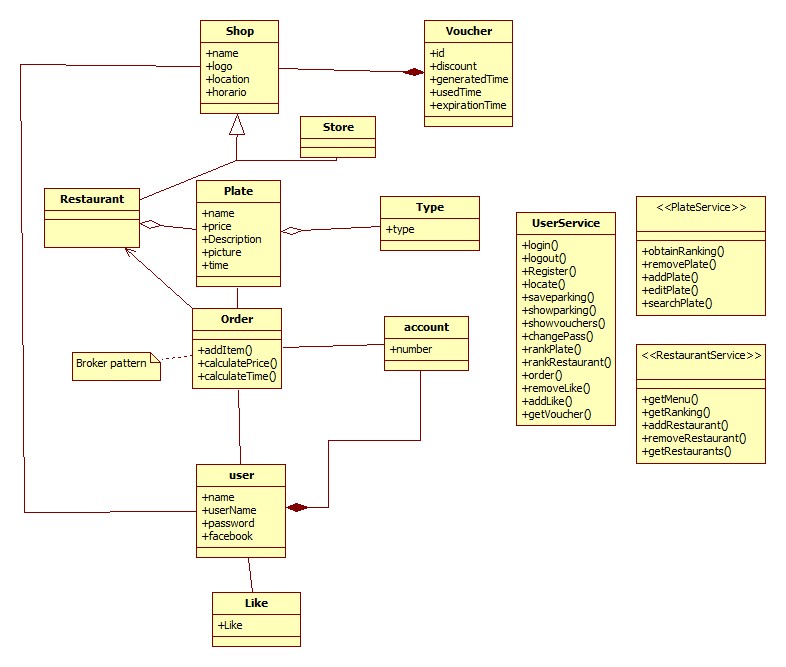 Shop
+name
+logo
+location
+horario
Voucher
+id
+discount
+generatedTime
+usedTime
+expirationTime
Store
Restaurant
Plate
+name
+price
+Description
+picture
+time
Type
+type
UserService
+login()
+logout()
+Register()
+locate()
+saveparking()
+showparking()
+showvouchers()
+changePass()
+rankPlate()
+rankRestaurant()
+order()
+removeLike()
+addLike()
+getVoucher()
<<PlateService>>
+obtainRanking()
+removePlate()
+addPlate()
+editPlate()
+searchPlate()
Order
+addItem()
+calculatePrice()
+calculateTime()
Broker pattern
account
+number
<<RestaurantService>>
+getMenu()
+getRanking()
+addRestaurant()
+removeRestaurant()
+getRestaurants()
user
+name
+userName
+password
+facebook
Like
+Like